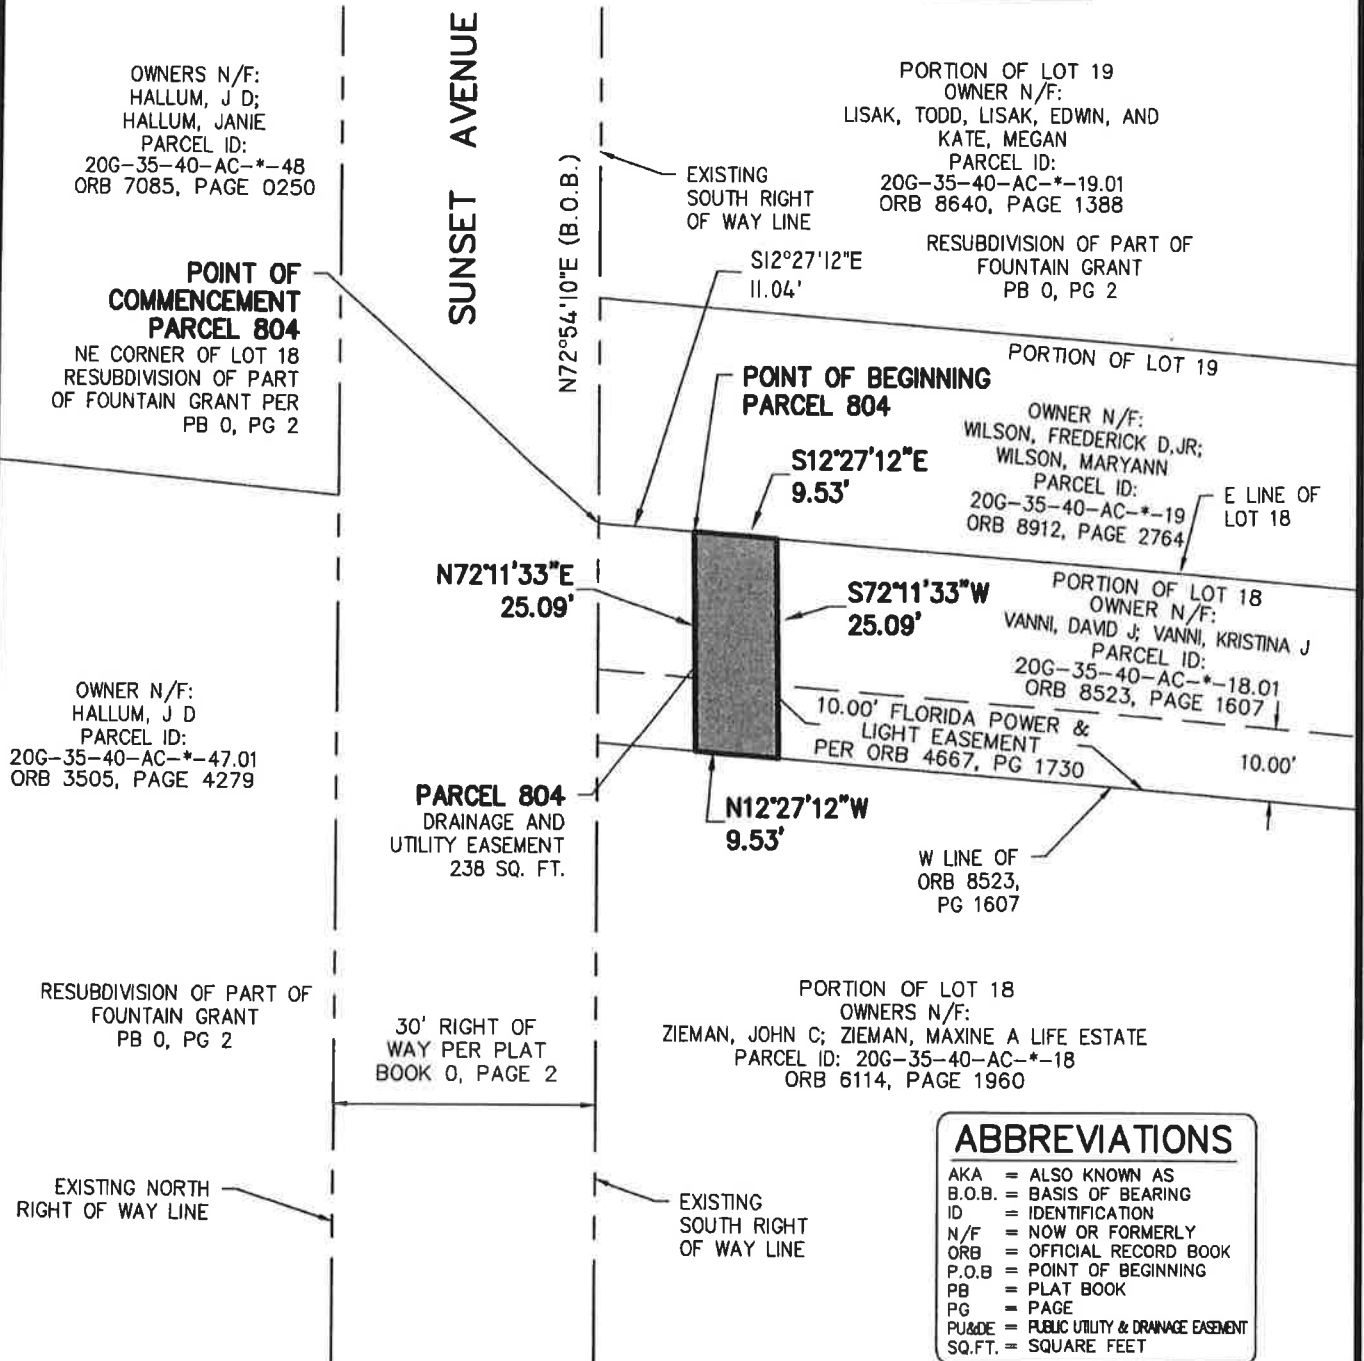 SUNSET AVENUE
OWNERS N/F:
HALLUM, J D;
HALLUM, JANIE
PARCEL ID:
20G-35-40-AC-*-48
ORB 7085, PAGE 0250
PORTION OF LOT 19
OWNER N/F:
LISAK, TODD, LISAK, EDWIN, AND
KATE, MEGAN
PARCEL ID:
20G-35-40-AC-*-19.01
ORB 8640, PAGE 1388
RESUBDIVISION OF PART OF
FOUNTAIN GRANT
PB 0, PG 2
EXISTING
SOUTH RIGHT
OF WAY LINE
N72°54'10"E (B.O.B.)
S12°27'12"E
11.04'
POINT OF
COMMENCEMENT
PARCEL 804
NE CORNER OF LOT 18
RESUBDIVISION OF PART
OF FOUNTAIN GRANT PER
PB 0, PG 2
PORTION OF LOT 19
POINT OF BEGINNING
PARCEL 804
OWNER N/F:
WILSON, FREDERICK D,JR;
WILSON, MARYANN
PARCEL ID:
20G-35-40-AC-*-19
ORB 8912, PAGE 2764
S12°27'12"E
9.53'
E LINE OF
LOT 18
N72°11'33"E
25.09'
S72°11'33"W
25.09'
PORTION OF LOT 18
OWNER N/F:
VANNI, DAVID J; VANNI, KRISTINA J
PARCEL ID:
20G-35-40-AC-*-18.01
ORB 8523, PAGE 1607
OWNER N/F:
HALLUM, J D
PARCEL ID:
20G-35-40-AC-*-47.01
ORB 3505, PAGE 4279
10.00' FLORIDA POWER &
LIGHT EASEMENT
PER ORB 4667, PG 1730
10.00'
PARCEL 804
DRAINAGE AND
UTILITY EASEMENT
238 SQ. FT.
N12°27'12"W
9.53'
W LINE OF
ORB 8523,
PG 1607
RESUBDIVISION OF PART OF
FOUNTAIN GRANT
PB 0, PG 2
30' RIGHT OF
WAY PER PLAT
BOOK 0, PAGE 2
PORTION OF LOT 18
OWNERS N/F:
ZIEMAN, JOHN C; ZIEMAN, MAXINE A LIFE ESTATE
PARCEL ID: 20G-35-40-AC-*-18
ORB 6114, PAGE 1960
EXISTING NORTH
RIGHT OF WAY LINE
EXISTING
SOUTH RIGHT
OF WAY LINE
ABBREVIATIONS
AKA = ALSO KNOWN AS
B.O.B. = BASIS OF BEARING
ID = IDENTIFICATION
N/F = NOW OR FORMERLY
ORB = OFFICIAL RECORD BOOK
P.O.B = POINT OF BEGINNING
PB = PLAT BOOK
PG = PAGE
PU&DE = PUBLIC UTILITY & DRAINAGE EASEMENT
SQ.FT. = SQUARE FEET